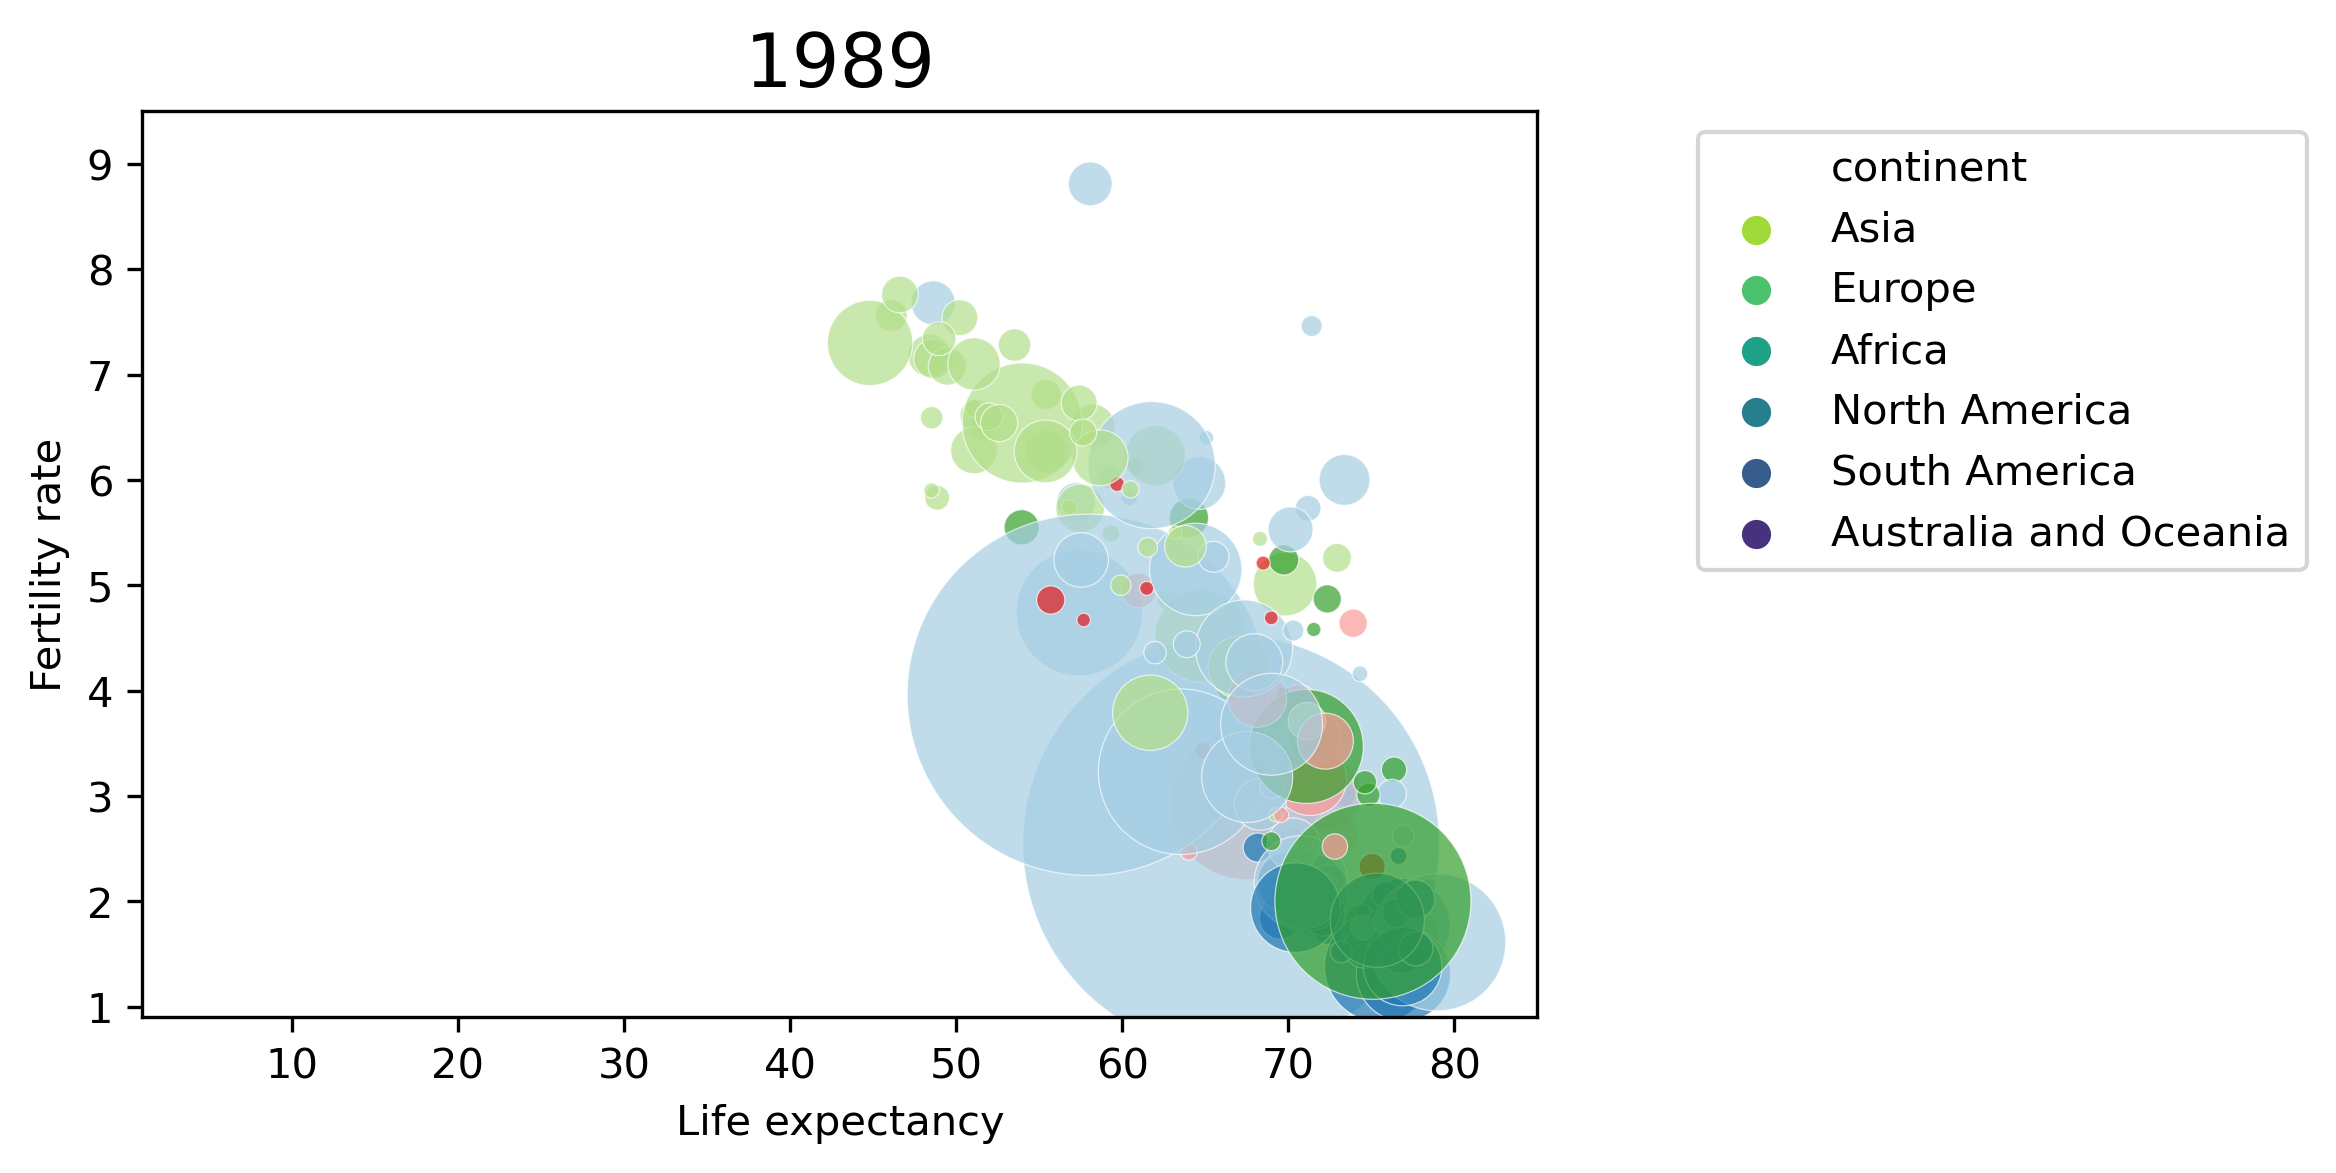 1989
9
8
7
6
5
4
3
2
1
Fertility rate
10 20 30 40 50 60 70 80
Life expectancy
continent
Asia
Europe
Africa
North America
South America
Australia and Oceania